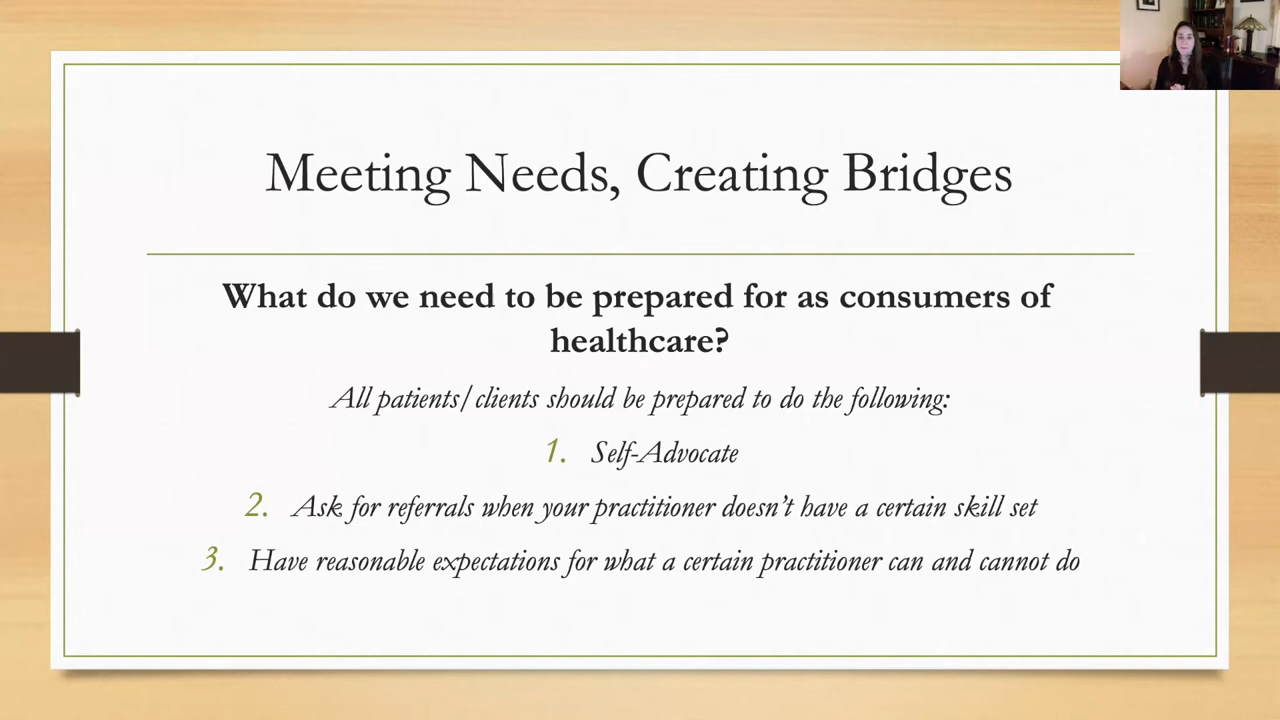 Meeting Needs, Creating Bridges
What do we need to be prepared for as consumers of
healthcare?
All patients/clients should be prepared to do the following:
1. Self-Advocate
2. Ask for referrals when your practitioner doesn’t have a certain skill set
3. Have reasonable expectations for what a certain practitioner can and cannot do